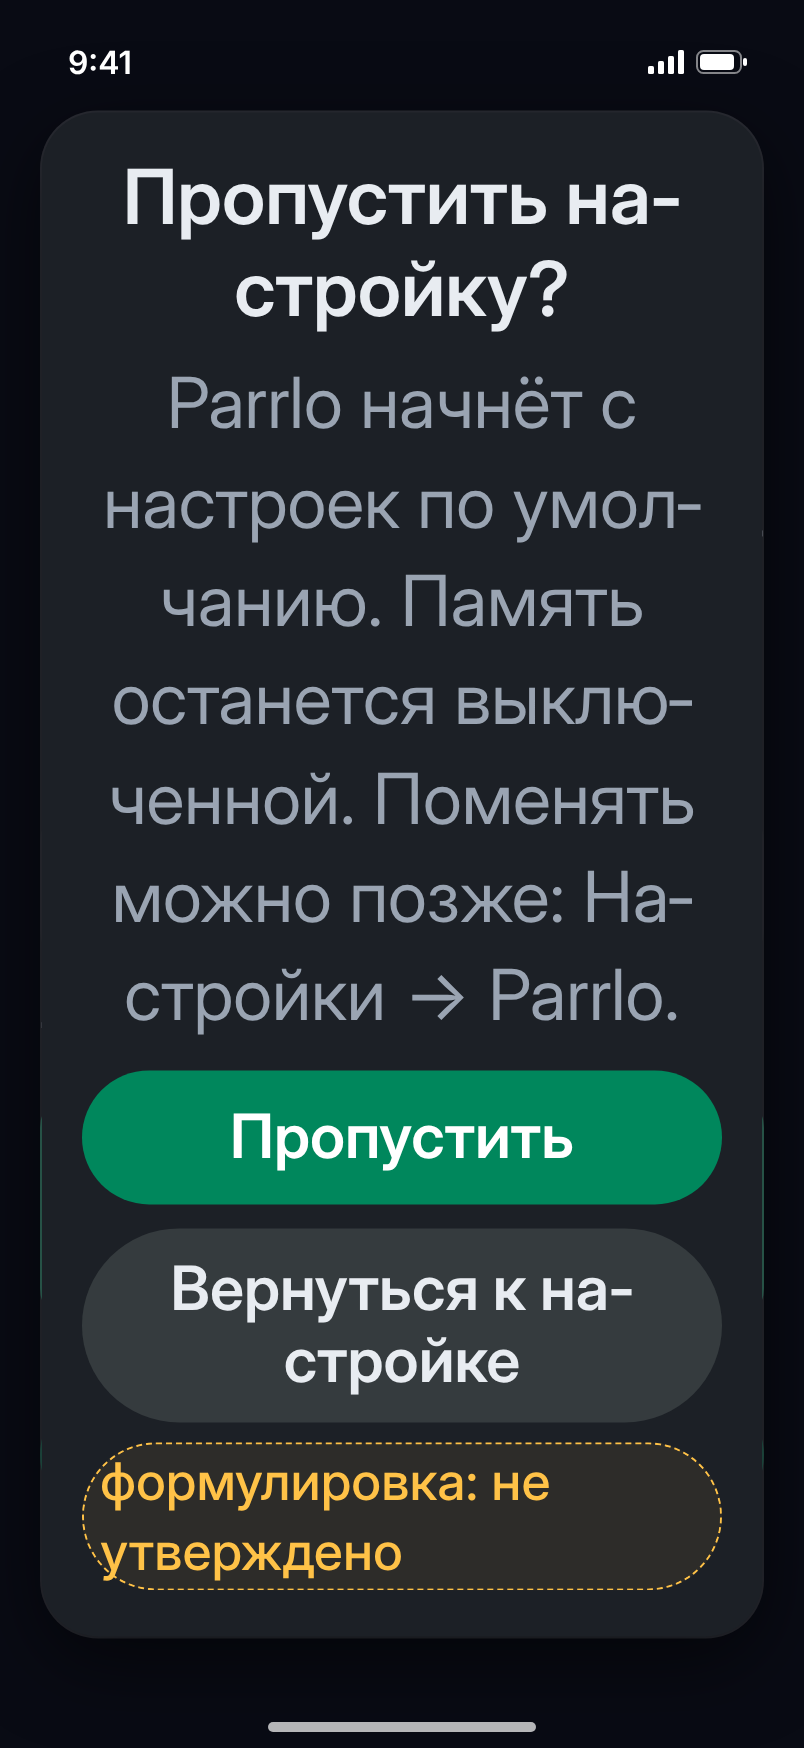 9:41
Пропустить на-
стройку?
Parrlo начнёт с
настроек по умол-
чанию. Память
останется выклю-
ченной. Поменять
можно позже: На-
стройки → Parrlo.
Пропустить
Вернуться к на-
стройке
формулировка: не
утверждено